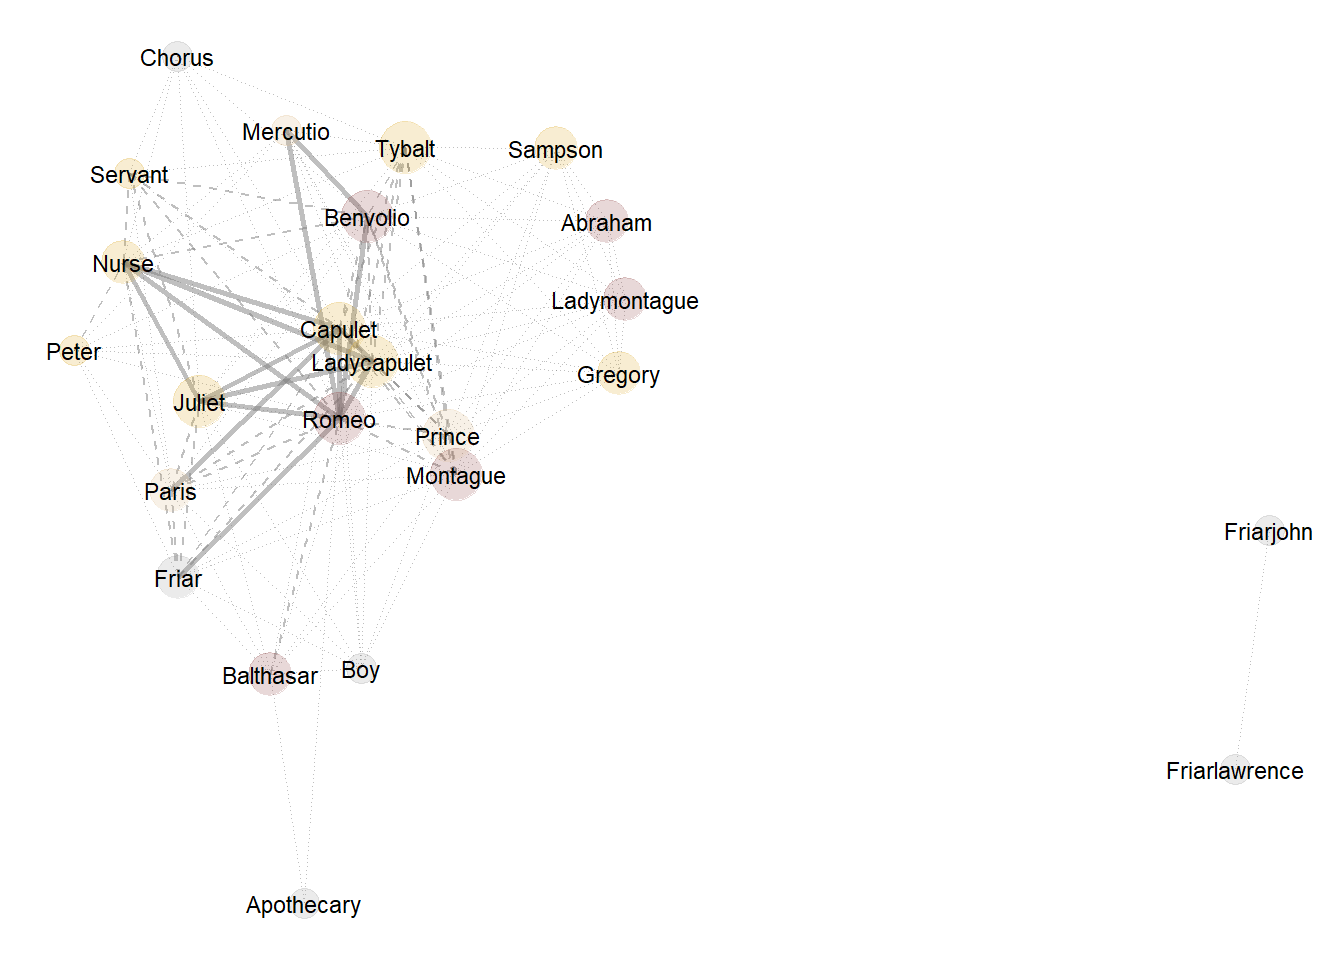 Chorus
Mercutio
Tybalt
Sampson
Servant
Benvolio
Abraham
Nurse
Ladymontague
Capulet
Peter
Ladycapulet
Gregory
Juliet
Romeo
Prince
Montague
Paris
Friarjohn
Friar
Balthasar
Boy
Friarlawrence
Apothecary